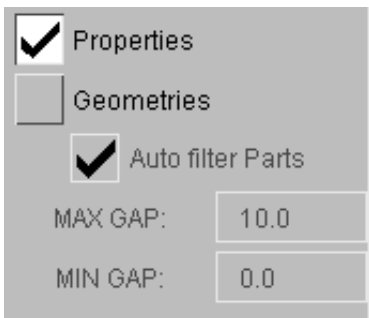 Properties
Geometries
Auto filter Parts
MAX GAP: 10.0
MIN GAP: 0.0